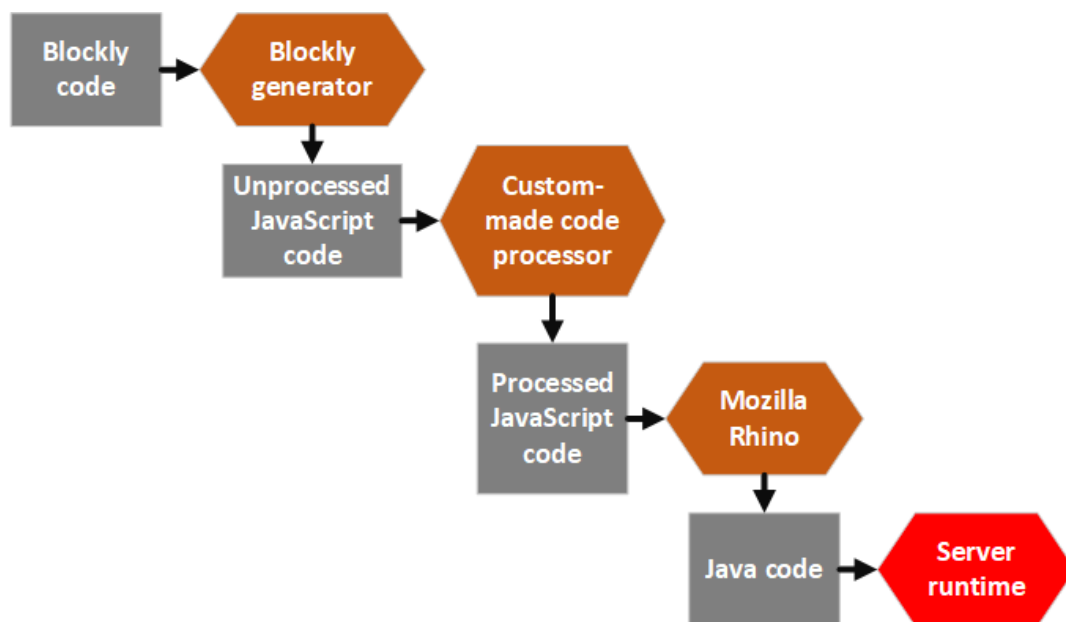 Blockly
code
Blockly
generator
Unprocessed
JavaScript
code
Custom-
made code
processor
Processed
JavaScript
code
Mozilla
Rhino
Java code
Server
runtime